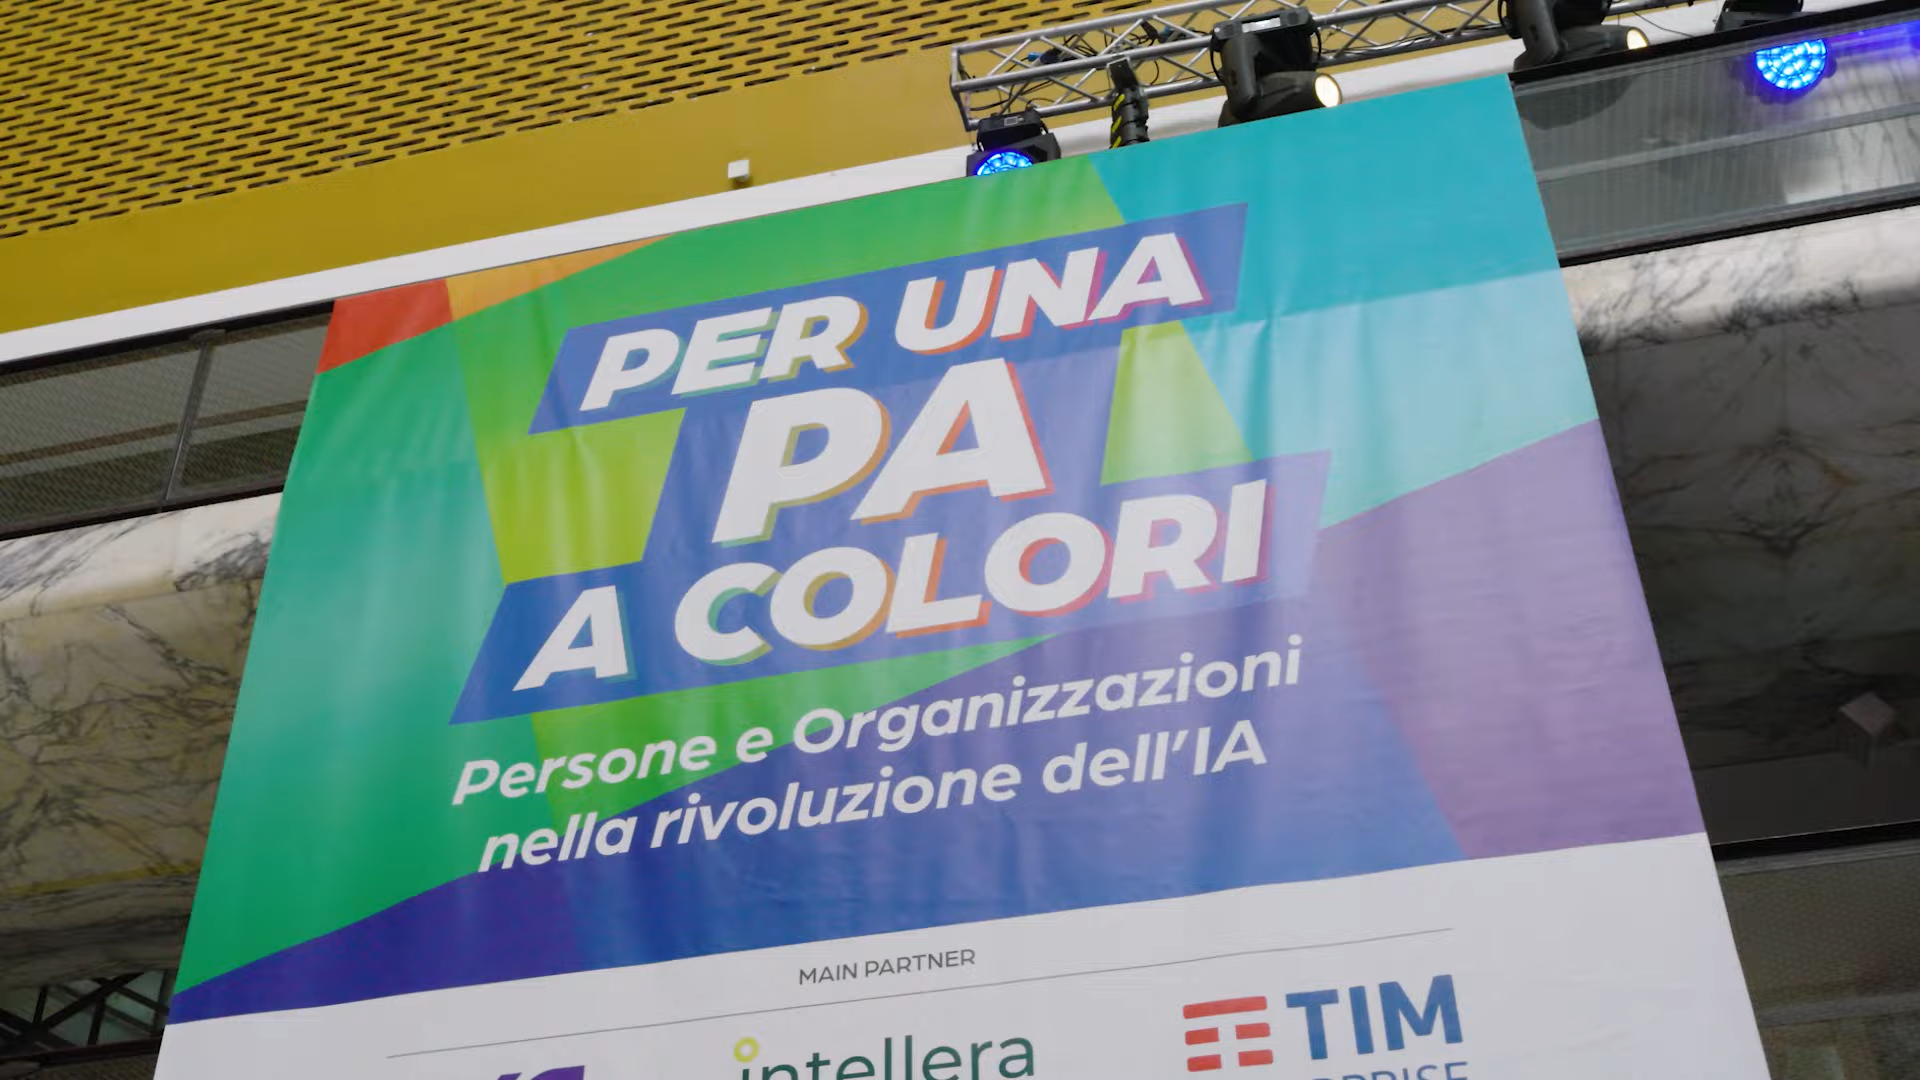 PER UNA
PA
A COLORI
Persone e Organizzazioni
nella rivoluzione dell'IA
MAIN PARTNER
intellera
TIM